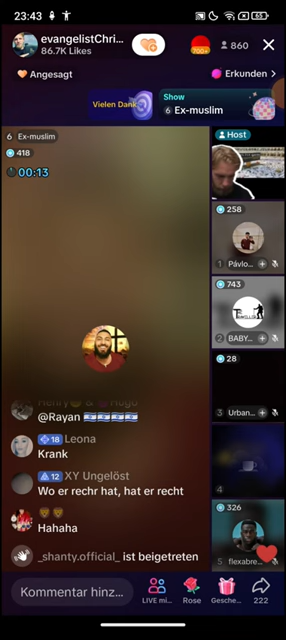 23:43
65
evangelistChri...
86.7K Likes
700+
860
Angesagt
Erkunden
Vielen Dank
Show
6 Ex-muslim
6 Ex-muslim
418
00:13
Host
258
1 Pávlo...
743
2 BABY...
28
3 Urban...
4
326
5 flexabre...
@Rayan
18 Leona
Krank
12 XY Ungelöst
Wo er rechr hat, hat er recht
Hahaha
_shanty.official_ ist beigetreten
Kommentar hinz...
LIVE mi...
Rose
Gesche...
222